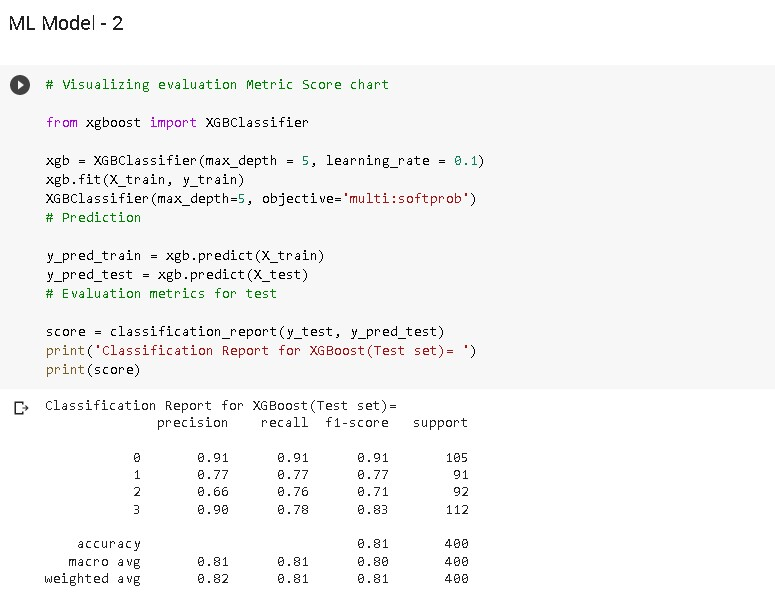 ML Model - 2
# Visualizing evaluation Metric Score chart
from xgboost import XGBClassifier
xgb = XGBClassifier(max_depth = 5, learning_rate = 0.1)
xgb.fit(X_train, y_train)
XGBClassifier(max_depth=5, objective='multi:softprob')
# Prediction
y_pred_train = xgb.predict(X_train)
y_pred_test = xgb.predict(X_test)
# Evaluation metrics for test
score = classification_report(y_test, y_pred_test)
print('Classification Report for XGBoost(Test set)= ')
print(score)
Classification Report for XGBoost(Test set)=
precision recall f1-score support
0 0.91 0.91 0.91 105
1 0.77 0.77 0.77 91
2 0.66 0.76 0.71 92
3 0.90 0.78 0.83 112
accuracy 0.81 400
macro avg 0.81 0.81 0.80 400
weighted avg 0.82 0.81 0.81 400